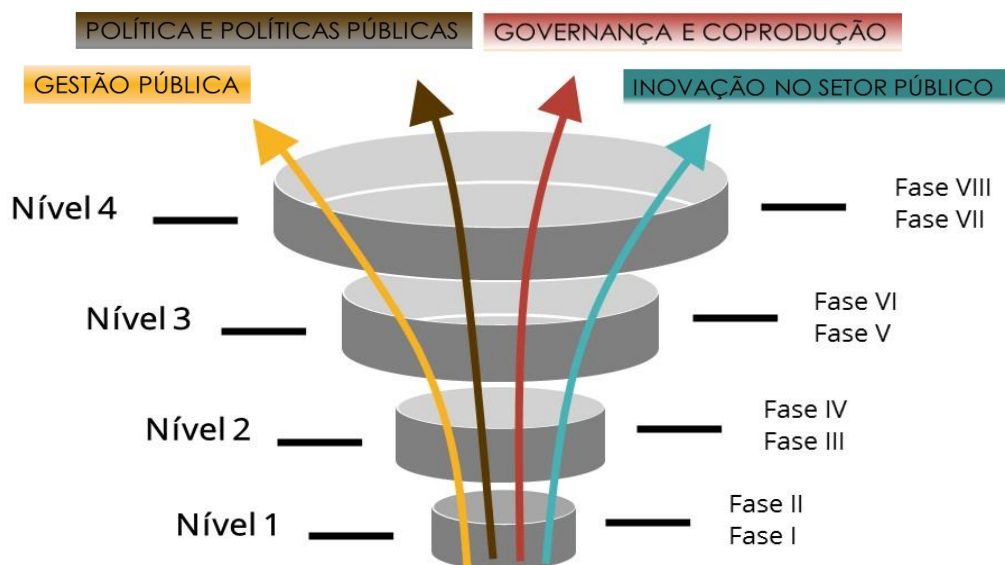 POLÍTICA E POLÍTICAS PÚBLICAS
GOVERNANÇA E COPRODUÇÃO
GESTÃO PÚBLICA
INOVAÇÃO NO SETOR PÚBLICO
Nível 4
Fase VIII
Fase VII
Nível 3
Fase VI
Fase V
Nível 2
Fase IV
Fase III
Nível 1
Fase II
Fase I